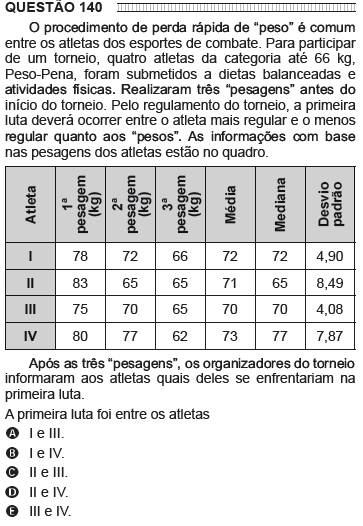 QUESTÃO 140
O procedimento de perda rápida de “peso” é comum
entre os atletas dos esportes de combate. Para participar
de um torneio, quatro atletas da categoria até 66 kg,
Peso-Pena, foram submetidos a dietas balanceadas e
atividades físicas. Realizaram três “pesagens” antes do
início do torneio. Pelo regulamento do torneio, a primeira
luta deverá ocorrer entre o atleta mais regular e o menos
regular quanto aos “pesos”. As informações com base
nas pesagens dos atletas estão no quadro.
Atleta 1ª pesagem (kg) 2ª pesagem (kg) 3ª pesagem (kg) Média Mediana Desvio padrão
I 78 72 66 72 72 4,90
II 83 65 65 71 65 8,49
III 75 70 65 70 70 4,08
IV 80 77 62 73 77 7,87
Após as três “pesagens”, os organizadores do torneio
informaram aos atletas quais deles se enfrentariam na
primeira luta.
A primeira luta foi entre os atletas
A I e III.
B I e IV.
C II e III.
D II e IV.
E III e IV.